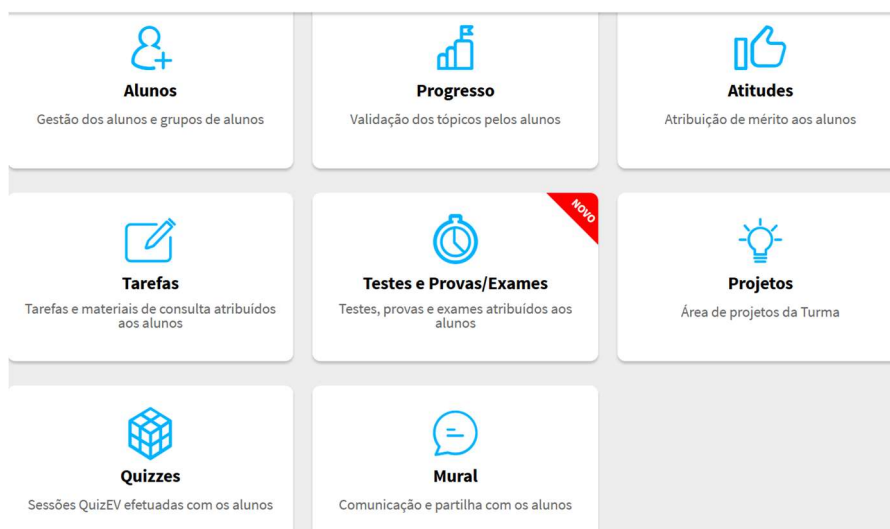 Alunos
Gestão dos alunos e grupos de alunos
Progresso
Validação dos tópicos pelos alunos
Atitudes
Atribuição de mérito aos alunos
Tarefas
Tarefas e materiais de consulta atribuídos
aos alunos
NOVO
Testes e Provas/Exames
Testes, provas e exames atribuídos aos
alunos
Projetos
Área de projetos da Turma
Quizzes
Sessões QuizEV efetuadas com os alunos
Mural
Comunicação e partilha com os alunos